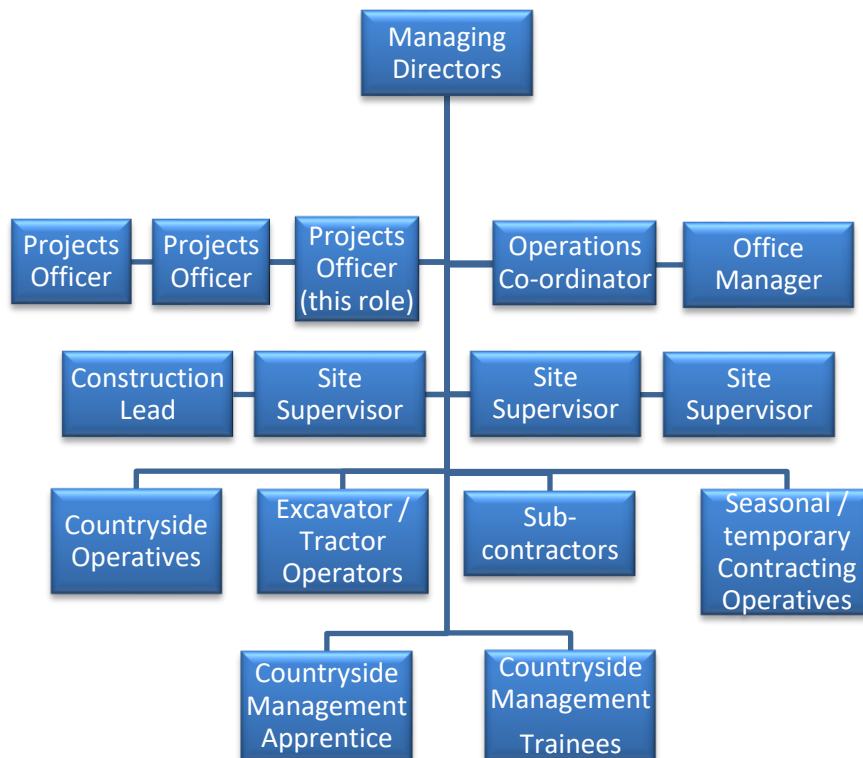 Managing
Directors
Projects
Officer
Projects
Officer
Projects
Officer
(this role)
Operations
Co-ordinator
Office
Manager
Construction
Lead
Site
Supervisor
Site
Supervisor
Site
Supervisor
Countryside
Operatives
Excavator /
Tractor
Operators
Sub-
contractors
Seasonal /
temporary
Contracting
Operatives
Countryside
Management
Apprentice
Countryside
Management
Trainees